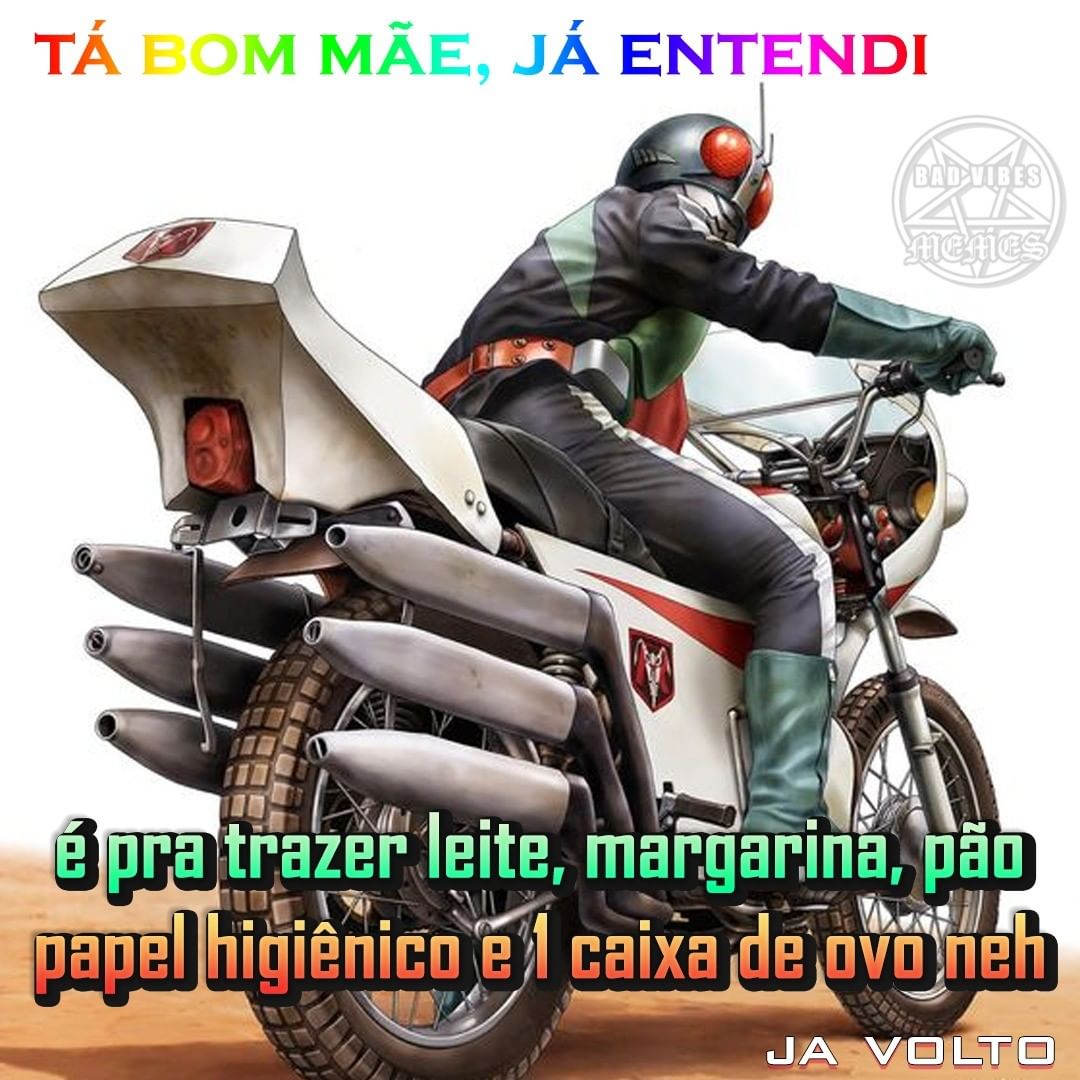 TÁ BOM MÃE, JÁ ENTENDI
BAD VIBES
MEMES
é pra trazer leite, margarina, pão
papel higiênico e 1 caixa de ovo neh
JA VOLTO